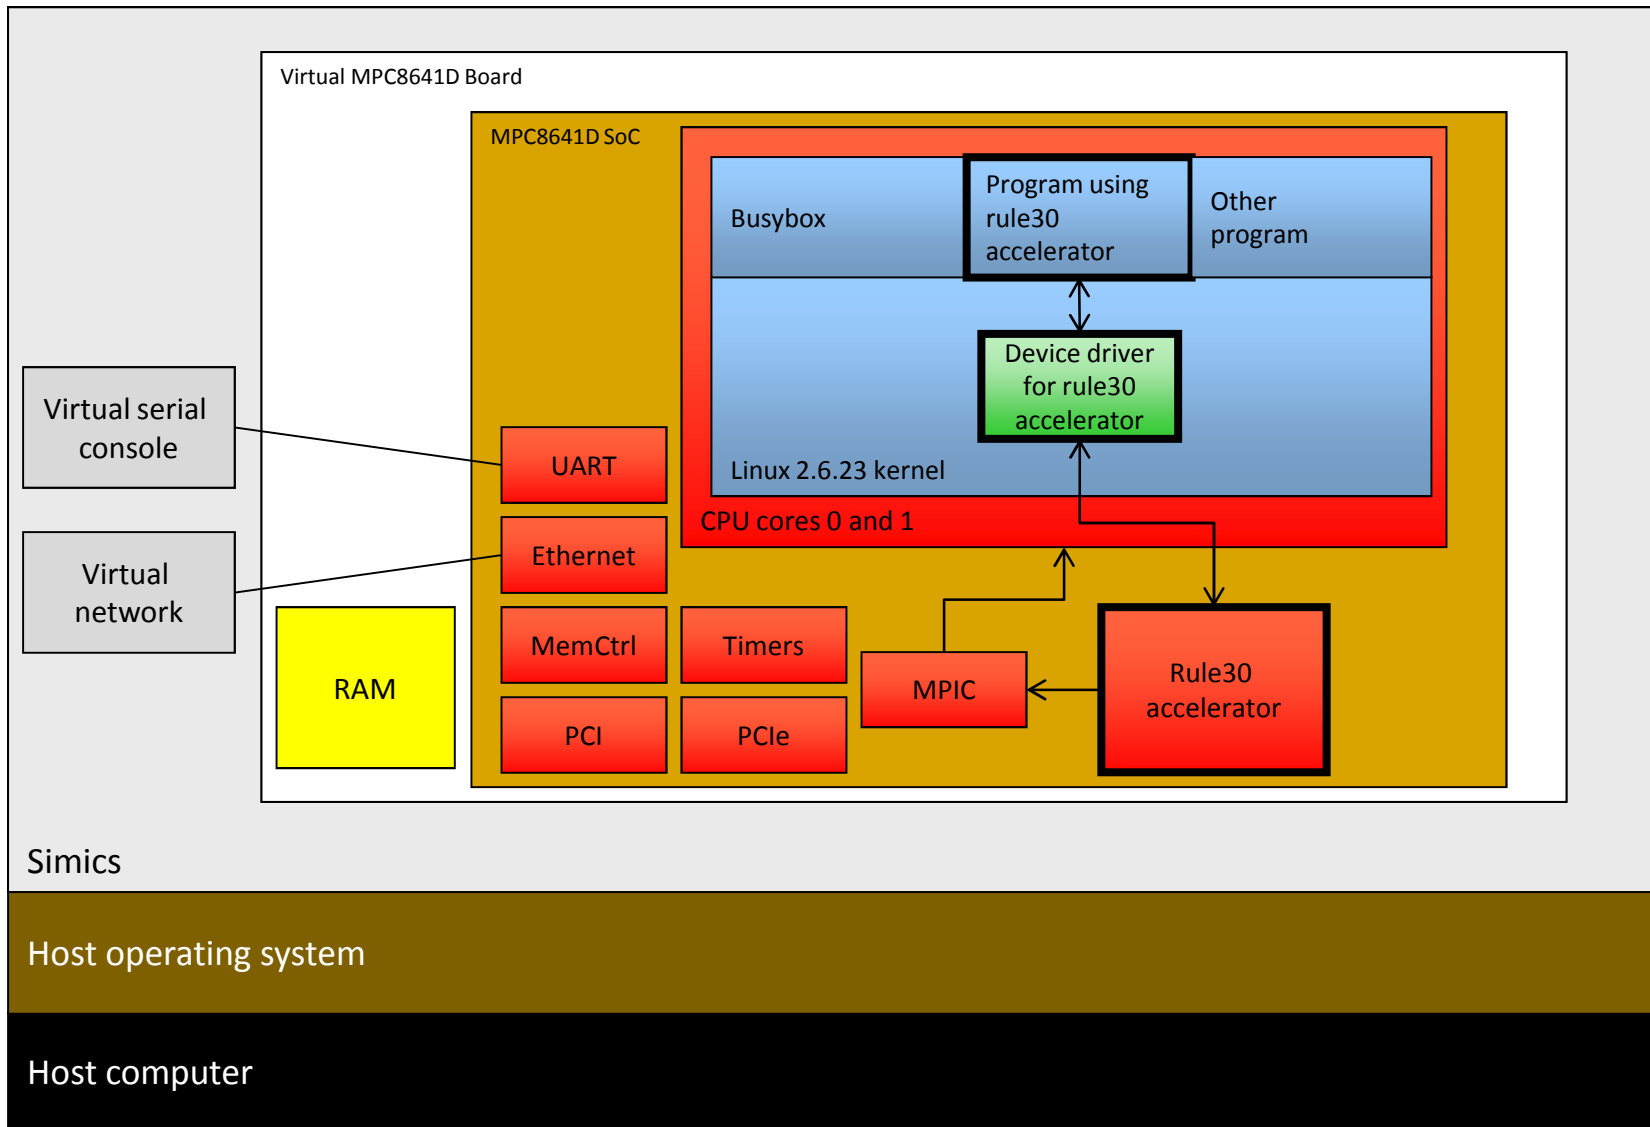 Virtual MPC8641D Board
MPC8641D SoC
Busybox
Program using
rule30
accelerator
Other
program
Device driver
for rule30
accelerator
Linux 2.6.23 kernel
CPU cores 0 and 1
Virtual serial
console
Virtual
network
UART
Ethernet
MemCtrl
Timers
PCI
PCIe
RAM
MPIC
Rule30
accelerator
Simics
Host operating system
Host computer